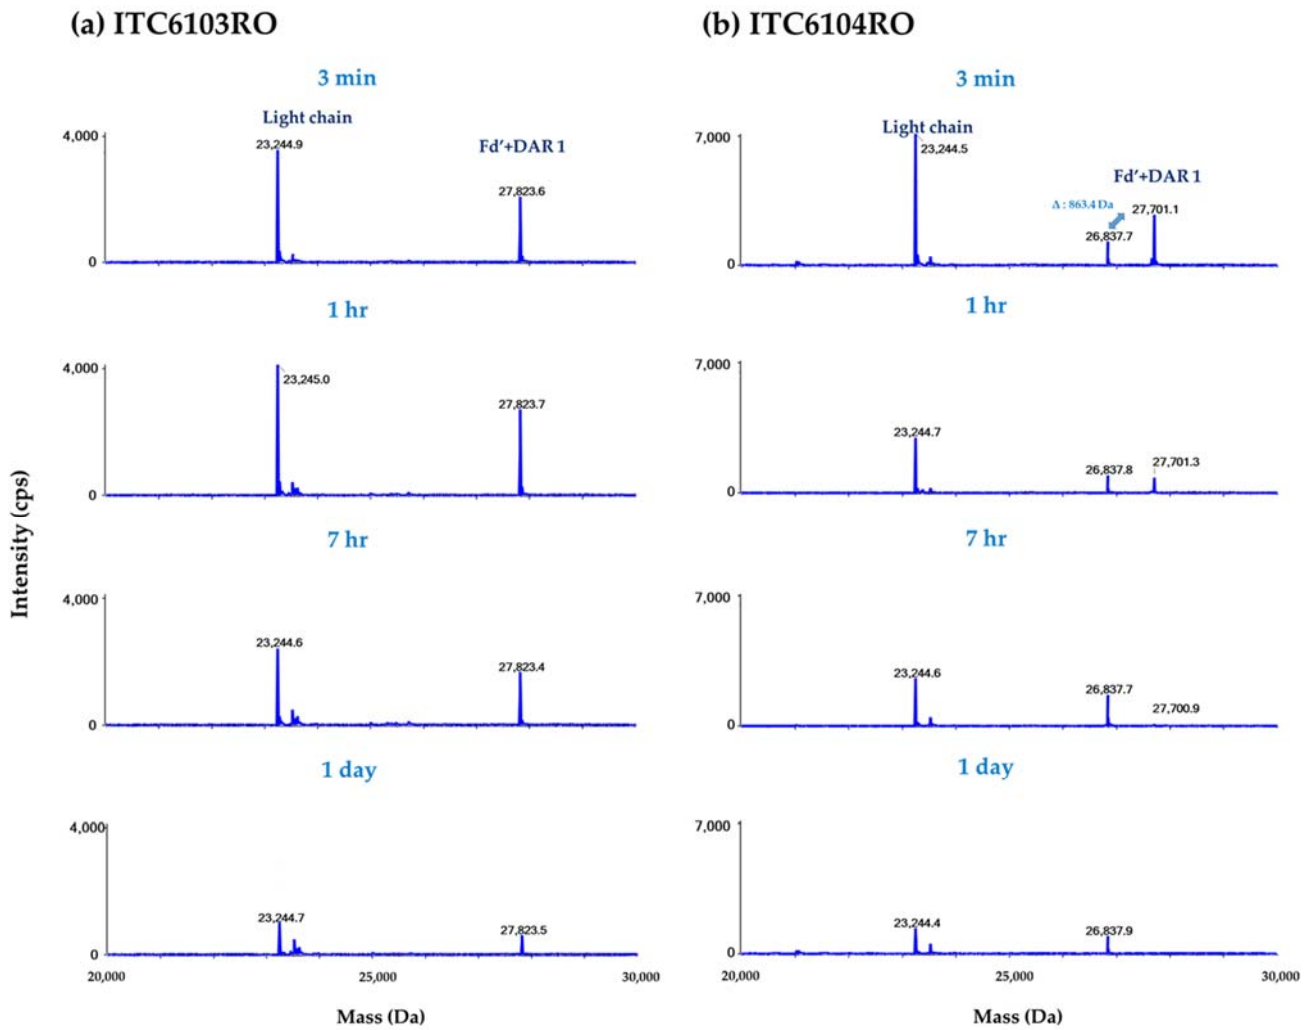 (a) ITC6103RO
(b) ITC6104RO
Intensity (cps)
3 min
Light chain
4,000
23,244.9
Fd′+DAR 1
27,823.6
0
1 hr
4,000
23,245.0
27,823.7
0
7 hr
4,000
23,244.6
27,823.4
0
1 day
4,000
23,244.7
27,823.5
0
20,000
25,000
30,000
Mass (Da)
3 min
Light chain
7,000
23,244.5
Fd′+DAR 1
Δ : 863.4 Da
27,701.1
26,837.7
0
1 hr
7,000
23,244.7
26,837.8
27,701.3
0
7 hr
7,000
23,244.6
26,837.7
27,700.9
0
1 day
7,000
23,244.4
26,837.9
0
20,000
25,000
30,000
Mass (Da)